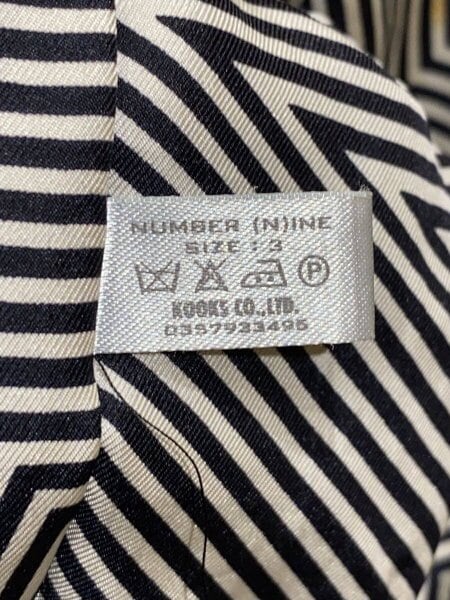 NUMBER (N)INE
SIZE : 3
P
KOOKS CO.,LTD.
0357933495